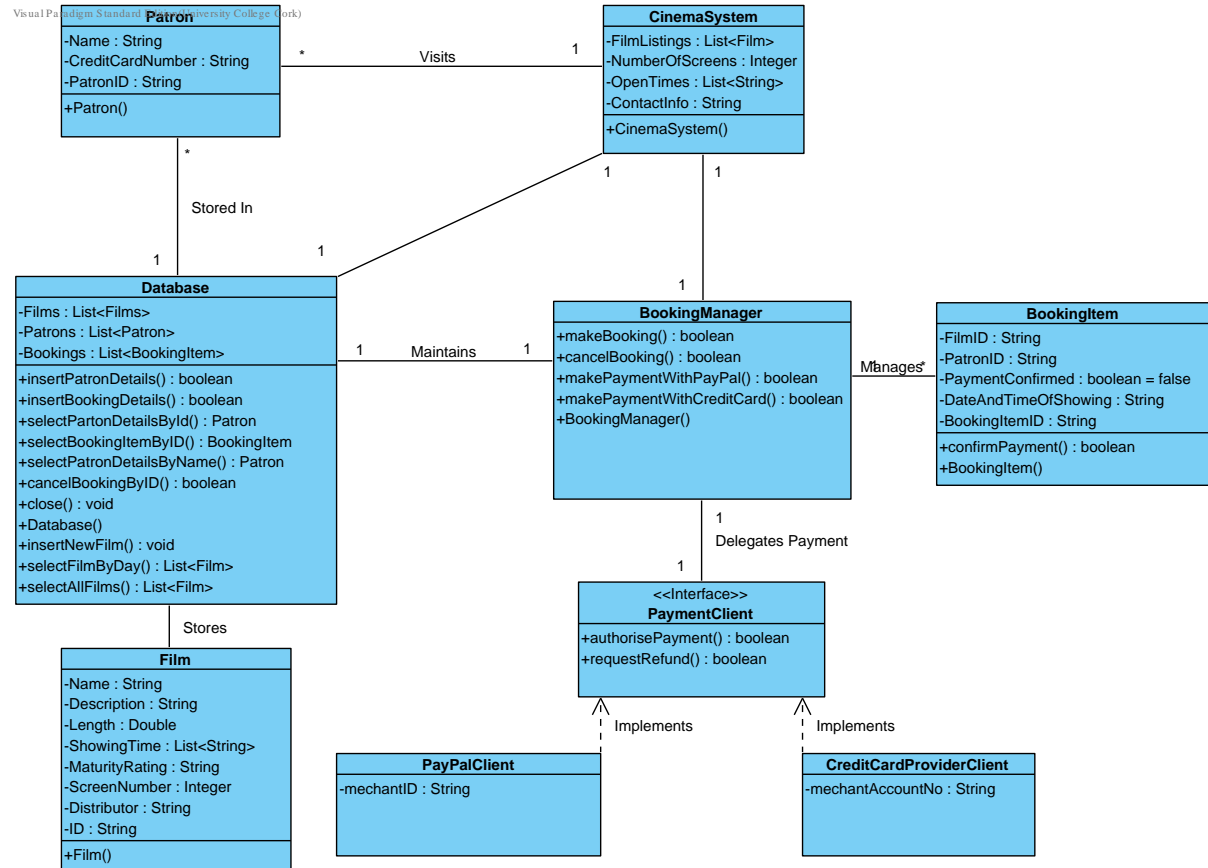 Visual Paradigm Standard Edition(University College Cork)
Patron
-Name : String
-CreditCardNumber : String
-PatronID : String
+Patron()
*
Visits
1
CinemaSystem
-FilmListings : List<Film>
-NumberOfScreens : Integer
-OpenTimes : List<String>
-ContactInfo : String
+CinemaSystem()
*
Stored In
1
1
1
1
1
Database
-Films : List<Films>
-Patrons : List<Patron>
-Bookings : List<BookingItem>
+insertPatronDetails() : boolean
+insertBookingDetails() : boolean
+selectPartonDetailsById() : Patron
+selectBookingItemByID() : BookingItem
+selectPatronDetailsByName() : Patron
+cancelBookingByID() : boolean
+close() : void
+Database()
+insertNewFilm() : void
+selectFilmByDay() : List<Film>
+selectAllFilms() : List<Film>
1
Maintains
1
BookingManager
+makeBooking() : boolean
+cancelBooking() : boolean
+makePaymentWithPayPal() : boolean
+makePaymentWithCreditCard() : boolean
+BookingManager()
Manages
1
*
BookingItem
-FilmID : String
-PatronID : String
-PaymentConfirmed : boolean = false
-DateAndTimeOfShowing : String
-BookingItemID : String
+confirmPayment() : boolean
+BookingItem()
1
Delegates Payment
1
<<Interface>>
PaymentClient
+authorisePayment() : boolean
+requestRefund() : boolean
Stores
Film
-Name : String
-Description : String
-Length : Double
-ShowingTime : List<String>
-MaturityRating : String
-ScreenNumber : Integer
-Distributor : String
-ID : String
+Film()
Implements
Implements
PayPalClient
-mechantID : String
CreditCardProviderClient
-mechantAccountNo : String